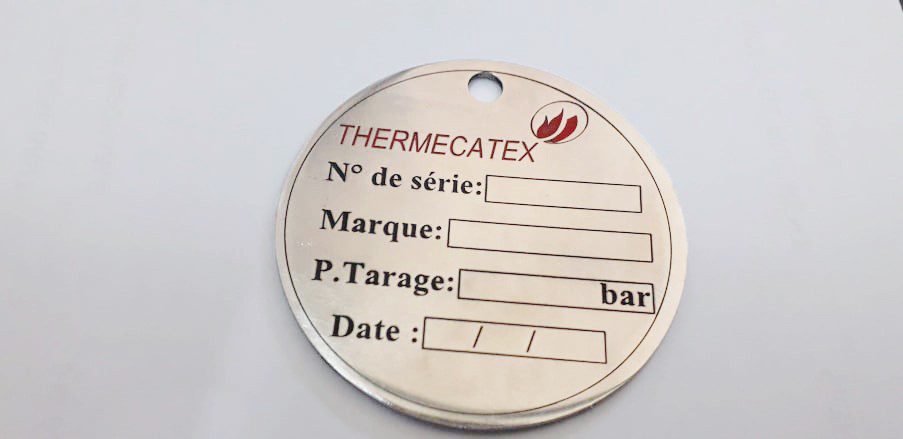 THERMECATEX
N° de série:
Marque:
P.Tarage: bar
Date : / /